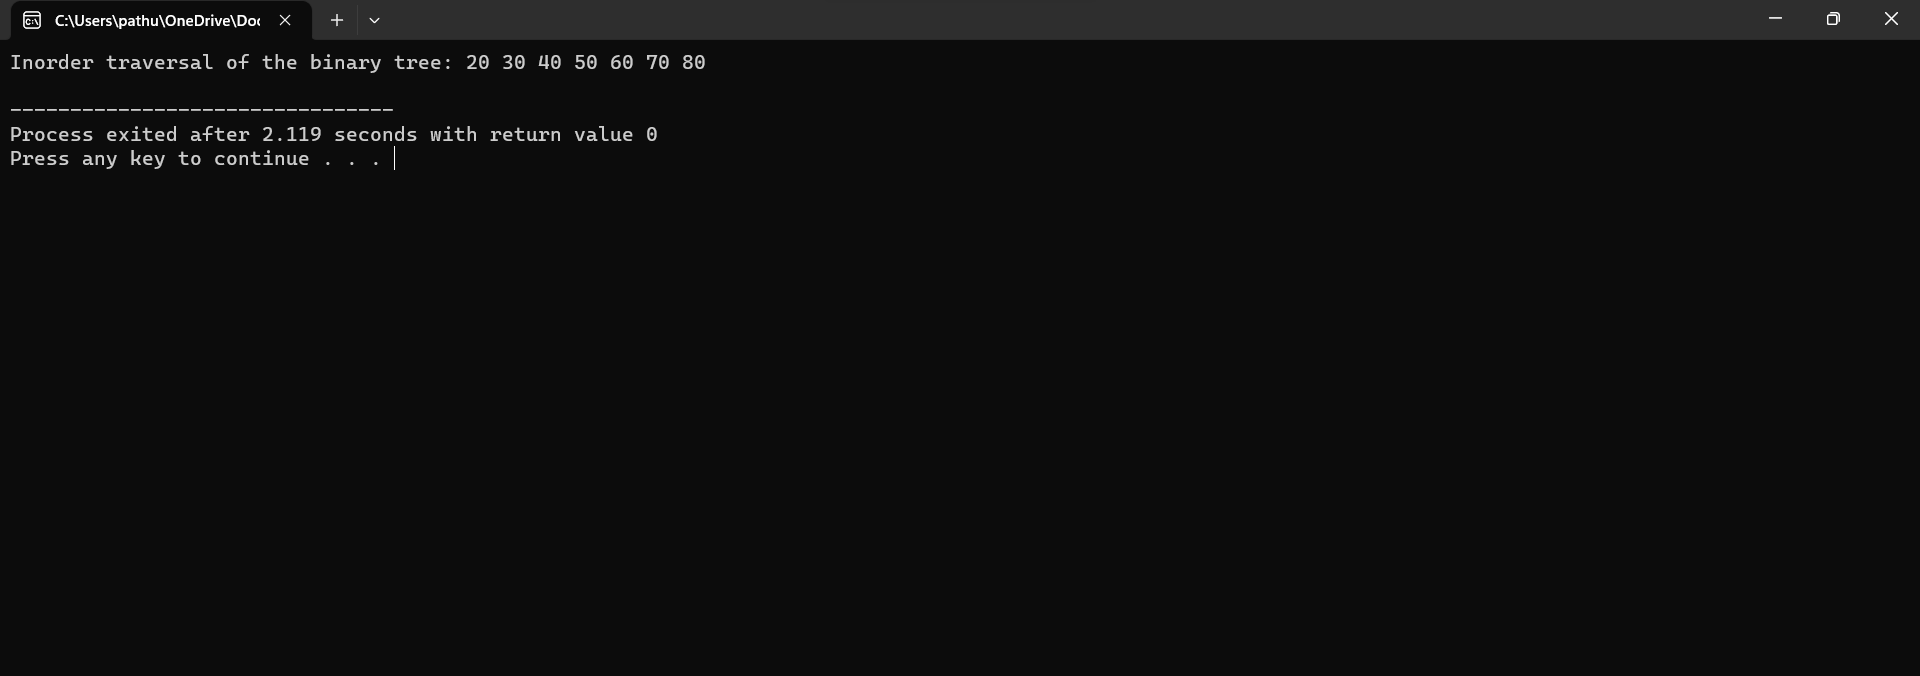 C:\Users\pathu\OneDrive\Doc
Inorder traversal of the binary tree: 20 30 40 50 60 70 80
--------------------------------
Process exited after 2.119 seconds with return value 0
Press any key to continue . . .